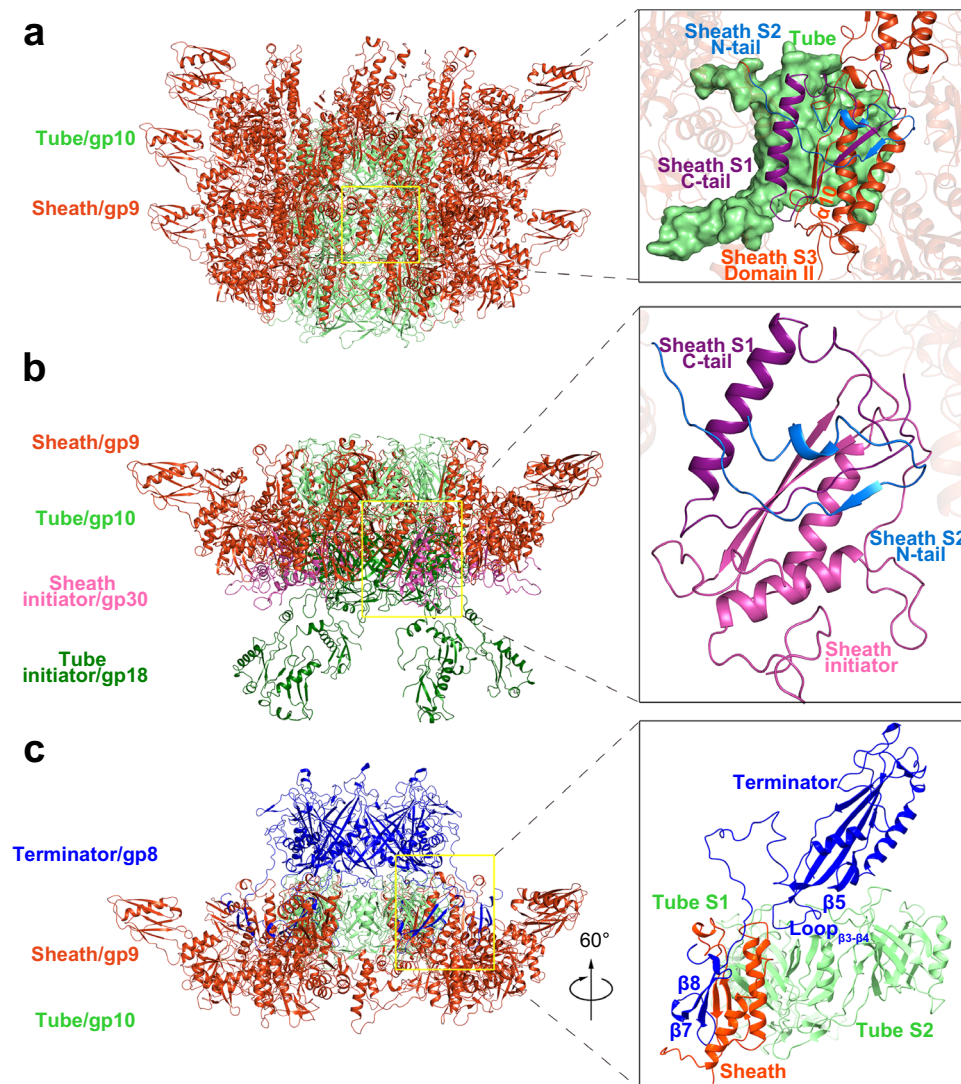 a
Tube/gp10
Sheath/gp9
Sheath S2
N-tail
Tube
Sheath S1
C-tail
αIII
Sheath S3
Domain II
b
Sheath/gp9
Tube/gp10
Sheath
initiator/gp30
Tube
initiator/gp18
Sheath S1
C-tail
Sheath S2
N-tail
Sheath
initiator
c
Terminator/gp8
Sheath/gp9
Tube/gp10
60°
Terminator
Tube S1
β5
Loopβ3-β4
β8
β7
Tube S2
Sheath